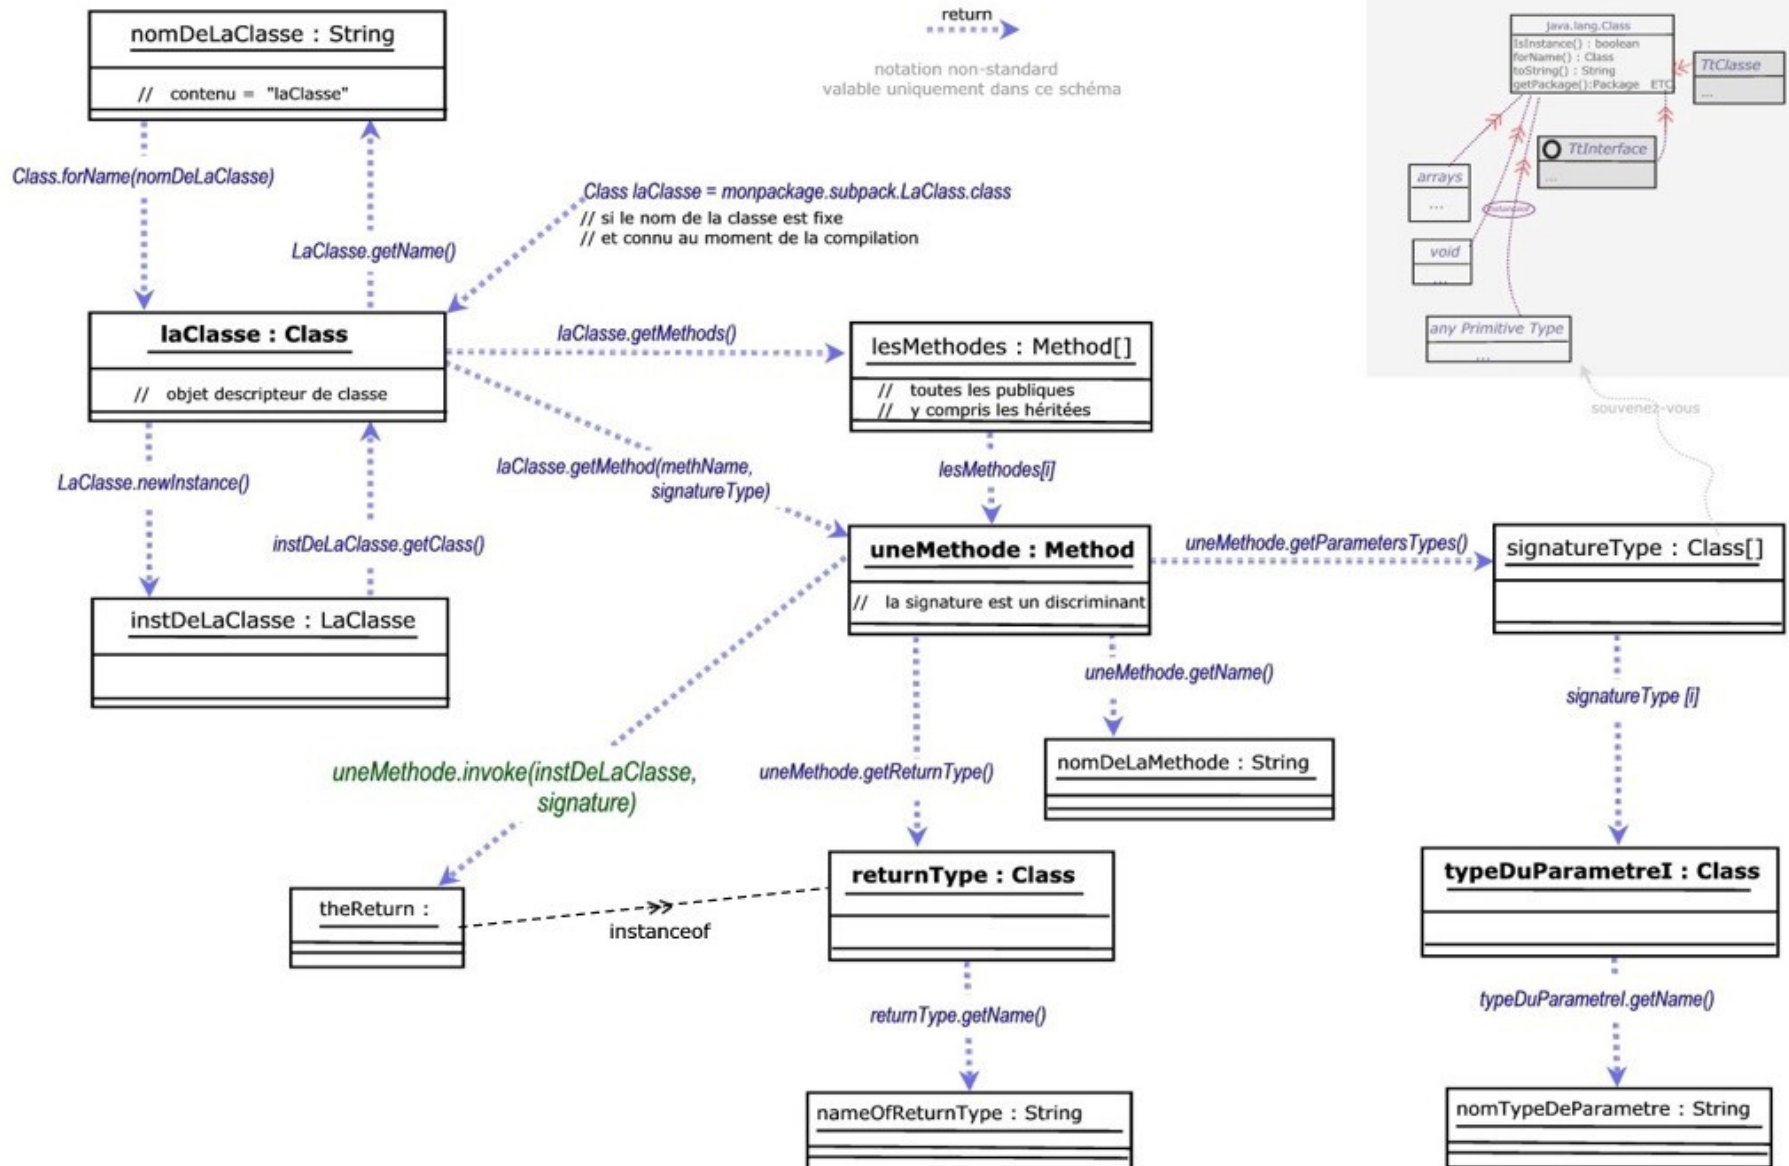 nomDeLaClasse : String
// contenu = "laClasse"
return
notation non-standard
valable uniquement dans ce schéma
java.lang.Class
IsInstance() : boolean
forName() : Class
toString() : String
getPackage():Package ETC
TtClasse
...
TtInterface
...
arrays
...
instanceof
void
...
any Primitive Type
...
souvenez-vous
Class.forName(nomDeLaClasse)
LaClasse.getName()
Class laClasse = monpackage.subpack.LaClass.class
// si le nom de la classe est fixe
// et connu au moment de la compilation
laClasse : Class
// objet descripteur de classe
laClasse.getMethods()
lesMethodes : Method[]
// toutes les publiques
// y compris les héritées
laClasse.getMethod(methName,
signatureType)
lesMethodes[i]
LaClasse.newInstance()
instDeLaClasse.getClass()
instDeLaClasse : LaClasse
uneMethode : Method
// la signature est un discriminant
uneMethode.getParametersTypes()
signatureType : Class[]
uneMethode.getName()
signatureType [i]
uneMethode.invoke(instDeLaClasse,
signature)
uneMethode.getReturnType()
nomDeLaMethode : String
theReturn :
instanceof
returnType : Class
typeDuParametreI : Class
returnType.getName()
typeDuParametreI.getName()
nameOfReturnType : String
nomTypeDeParametre : String